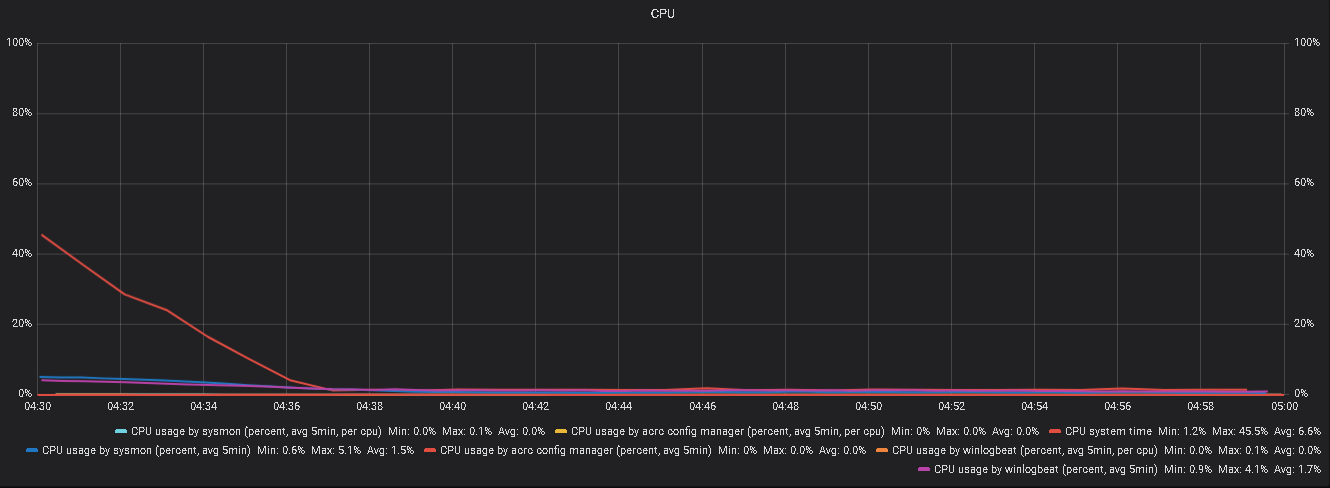 CPU
100% 100%
80% 80%
60% 60%
40% 40%
20% 20%
0% 0%
04:30 04:32 04:34 04:36 04:38 04:40 04:42 04:44 04:46 04:48 04:50 04:52 04:54 04:56 04:58 05:00
CPU usage by sysmon (percent, avg 5min, per cpu) Min: 0.0% Max: 0.1% Avg: 0.0% CPU usage by acrc config manager (percent, avg 5min, per cpu) Min: 0% Max: 0.0% Avg: 0.0% CPU system time Min: 1.2% Max: 45.5% Avg: 6.6%
CPU usage by sysmon (percent, avg 5min) Min: 0.6% Max: 5.1% Avg: 1.5% CPU usage by acrc config manager (percent, avg 5min) Min: 0% Max: 0.0% Avg: 0.0% CPU usage by winlogbeat (percent, avg 5min, per cpu) Min: 0.0% Max: 0.1% Avg: 0.0%
CPU usage by winlogbeat (percent, avg 5min) Min: 0.9% Max: 4.1% Avg: 1.7%